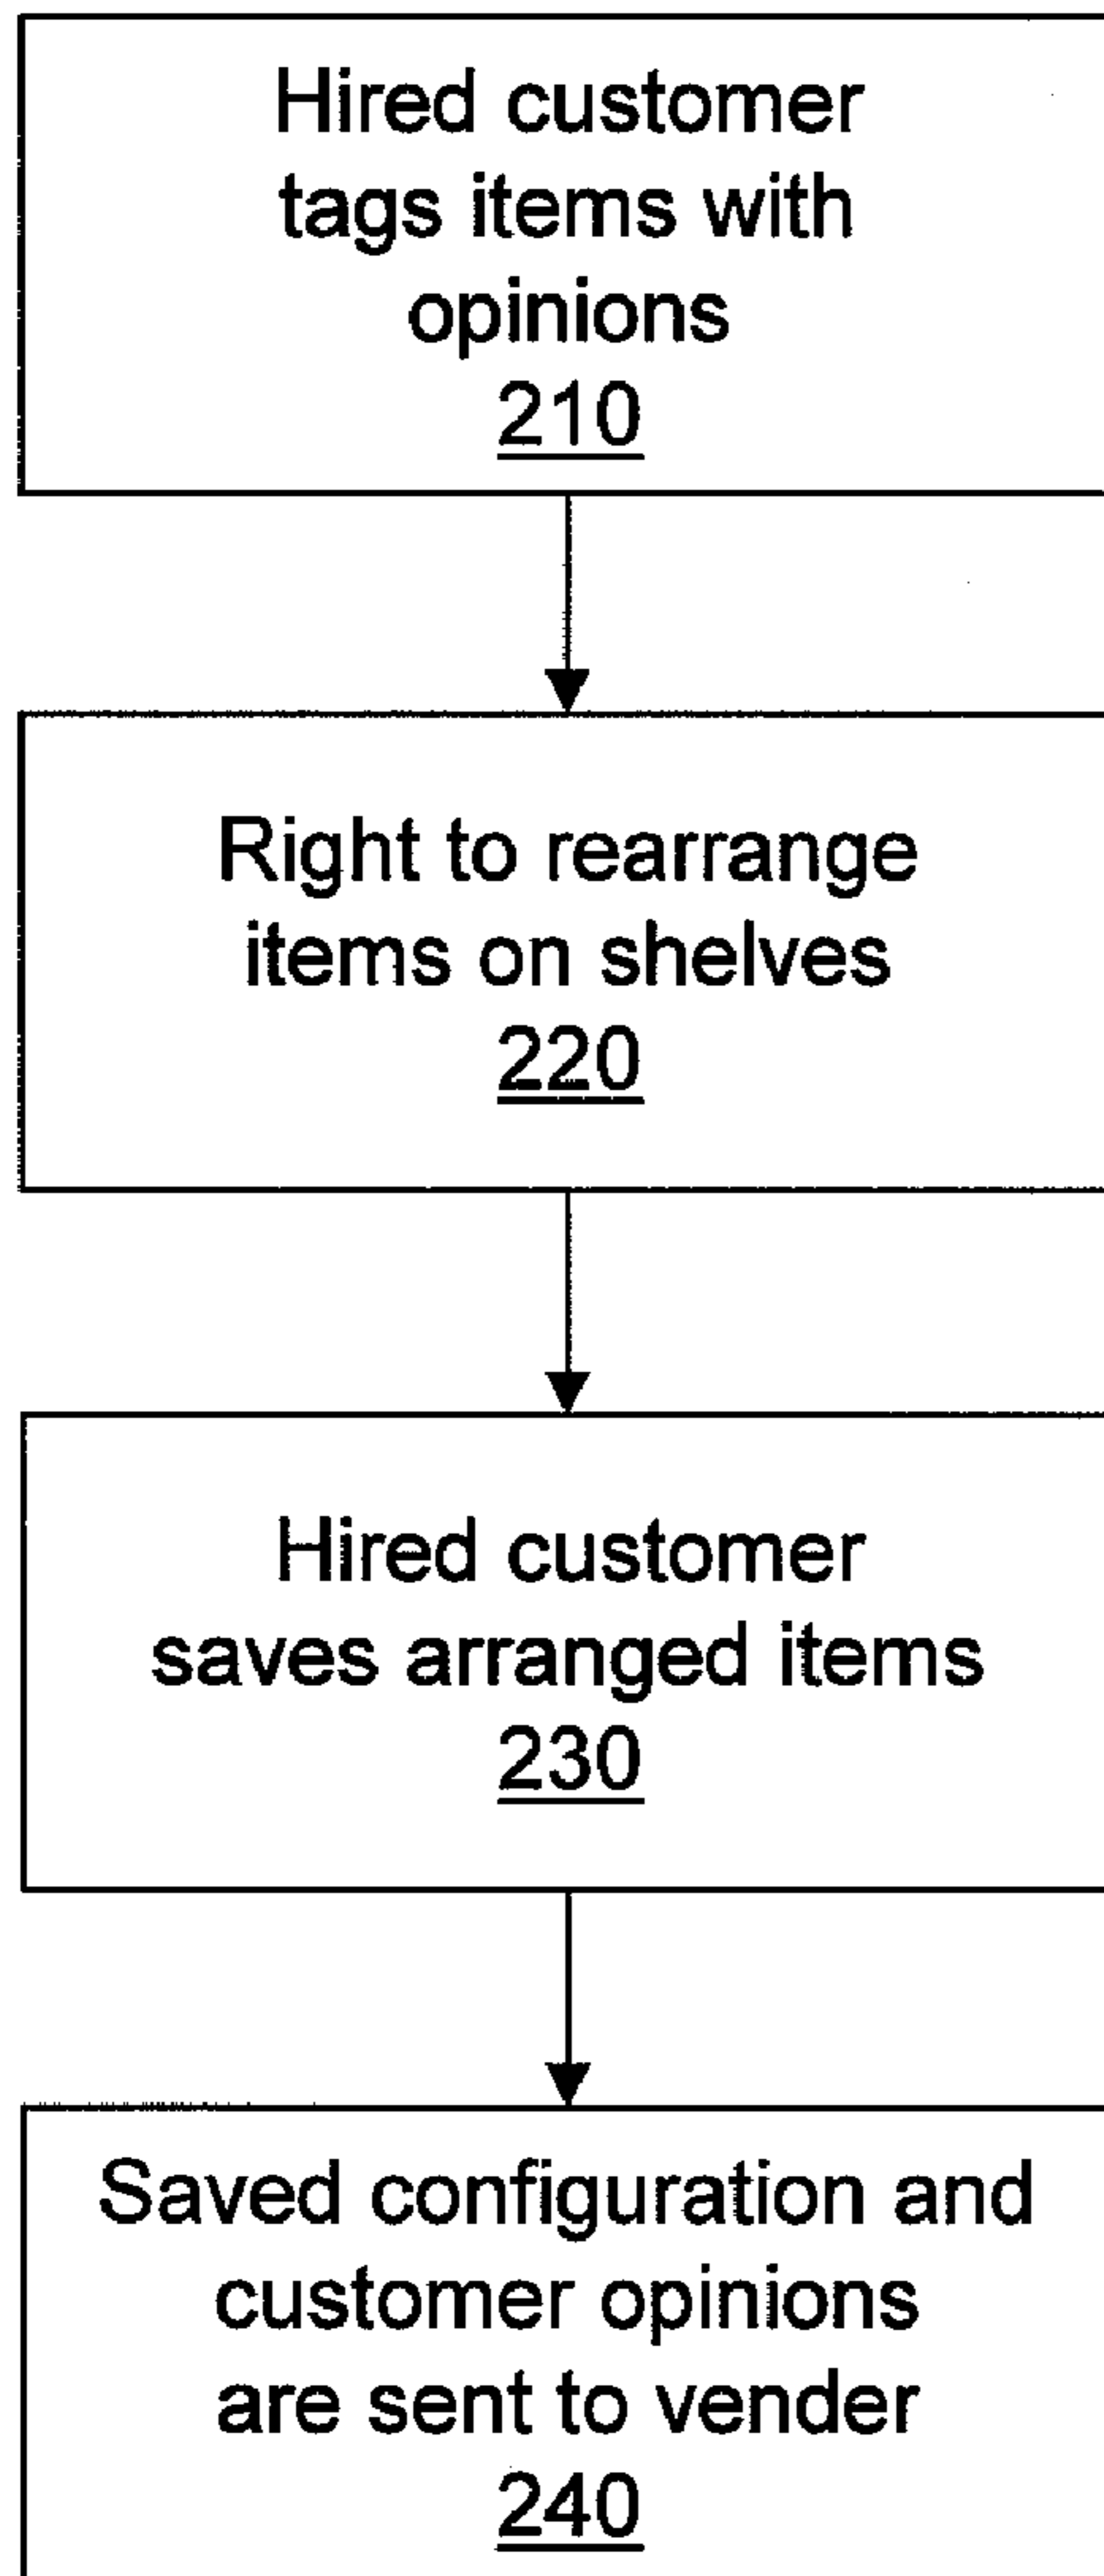 Hired customer
tags items with
opinions
210
Right to rearrange
items on shelves
220
Hired customer
saves arranged items
230
Saved configuration and
customer opinions
are sent to vender
240